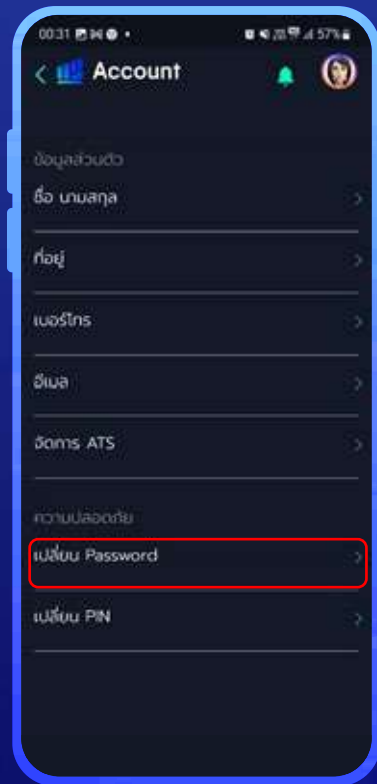 00:31
57%
Account
ข้อมูลส่วนตัว
ชื่อ นามสกุล
ที่อยู่
เบอร์โทร
อีเมล
จัดการ ATS
ความปลอดภัย
เปลี่ยน Password
เปลี่ยน PIN